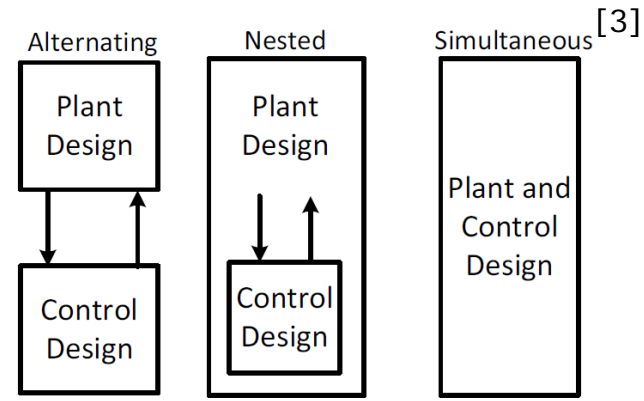 Alternating
Plant
Design
Control
Design
Nested
Plant
Design
Control
Design
Simultaneous[3]
Plant and
Control
Design